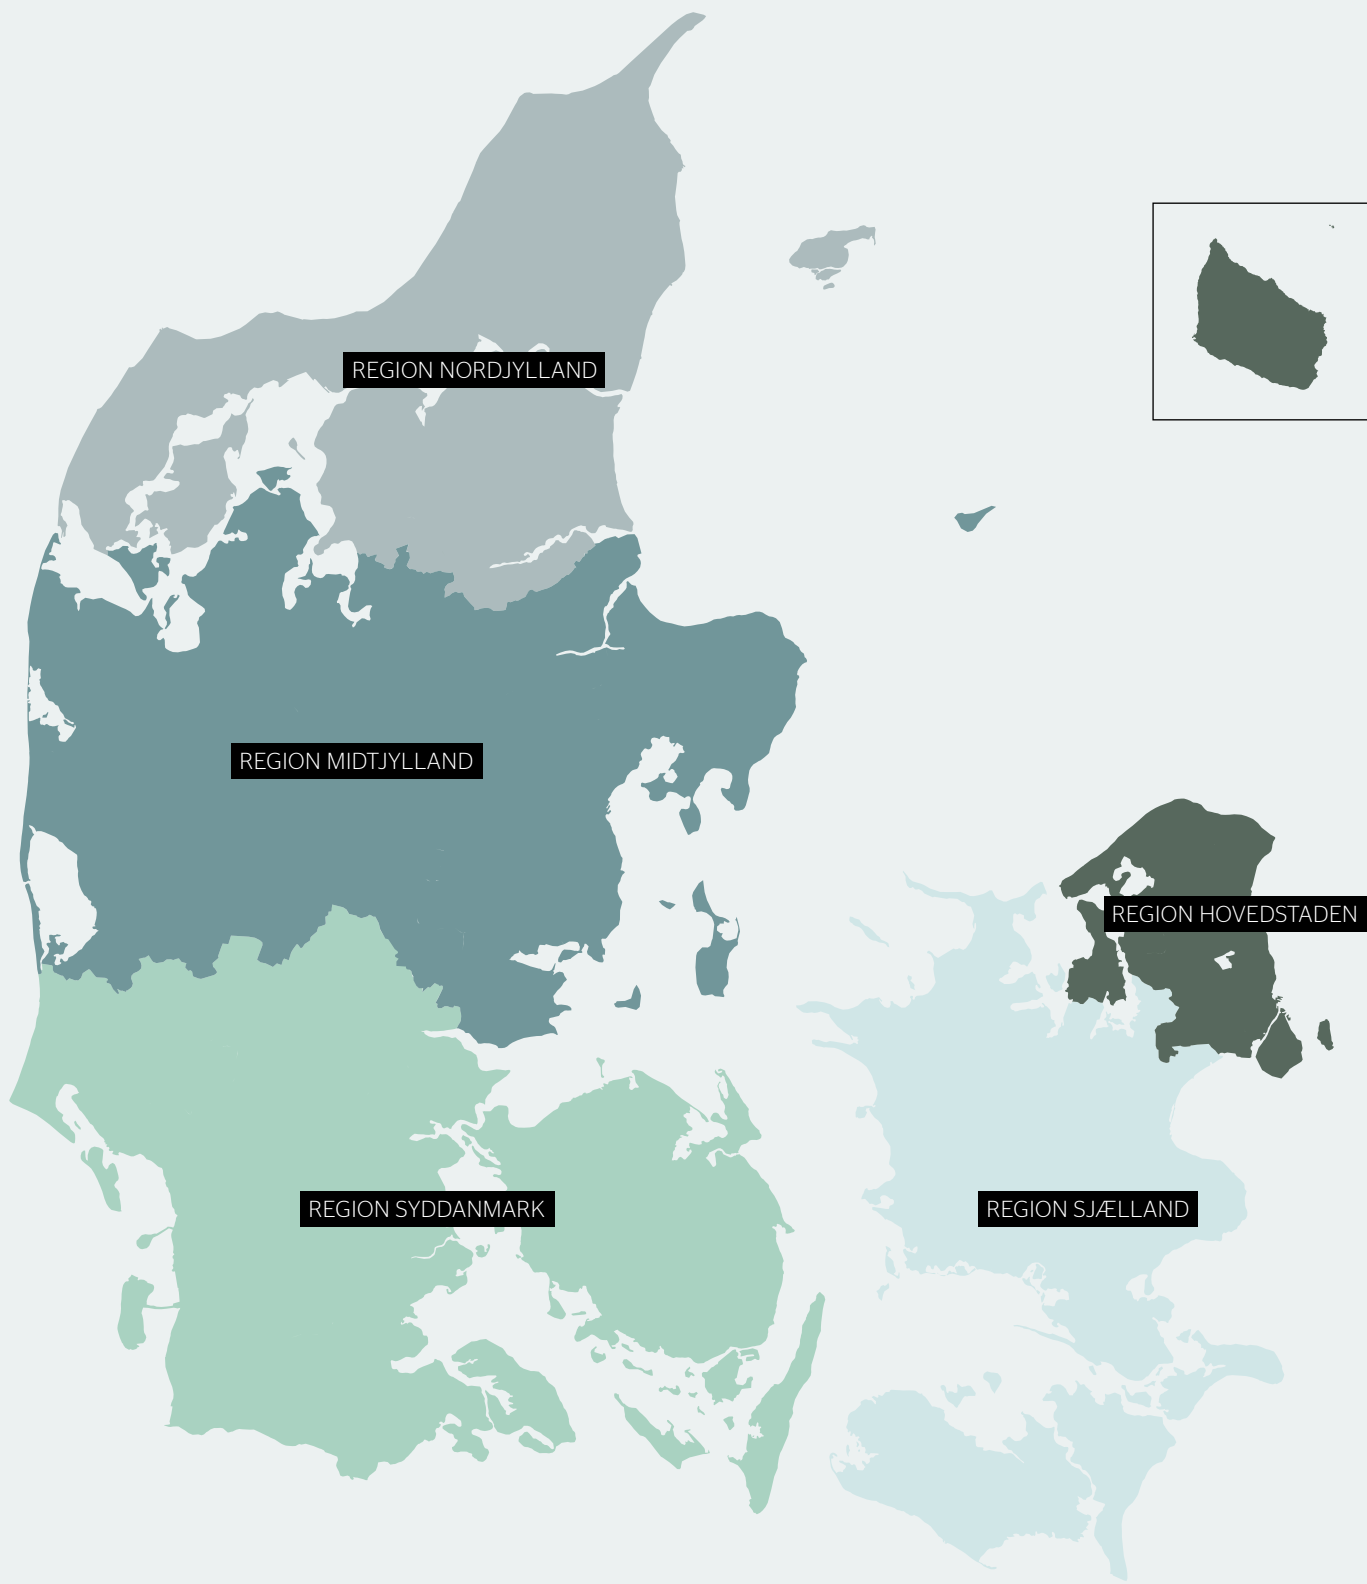 REGION NORDJYLLAND
REGION MIDTJYLLAND
REGION HOVEDSTADEN
REGION SYDDANMARK
REGION SJÆLLAND